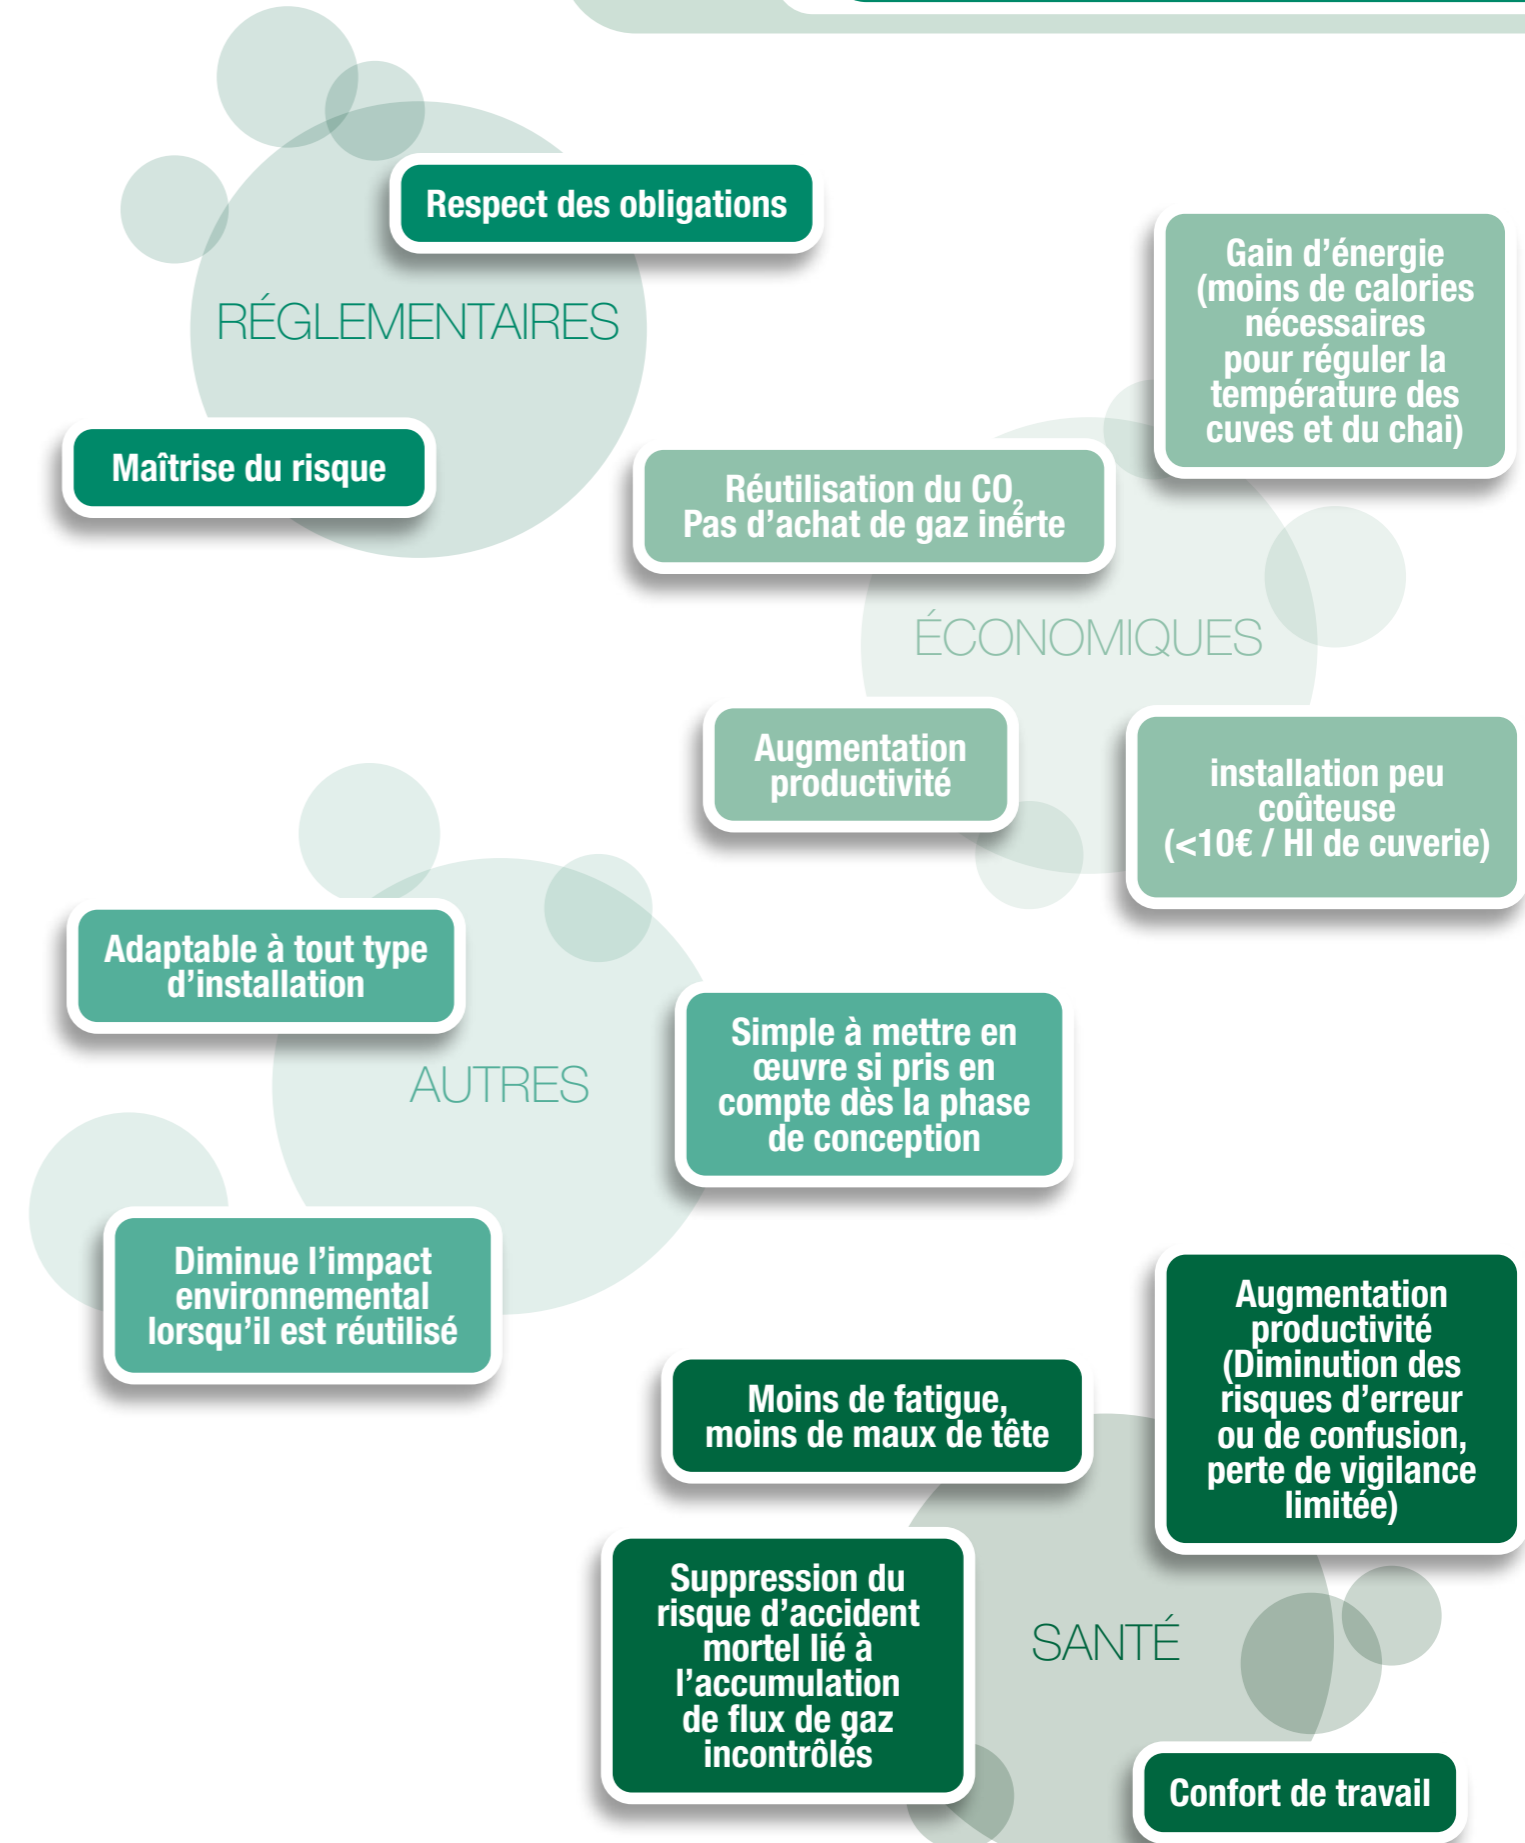 Respect des obligations
RÉGLEMENTAIRES
Maîtrise du risque
Gain d’énergie
(moins de calories
nécessaires
pour réguler la
température des
cuves et du chai)
Réutilisation du CO₂
Pas d’achat de gaz inerte
ÉCONOMIQUES
Augmentation
productivité
installation peu
coûteuse
(<10€ / Hl de cuverie)
Adaptable à tout type
d’installation
AUTRES
Simple à mettre en
œuvre si pris en
compte dès la phase
de conception
Diminue l’impact
environnemental
lorsqu’il est réutilisé
Moins de fatigue,
moins de maux de tête
Augmentation
productivité
(Diminution des
risques d’erreur
ou de confusion,
perte de vigilance
limitée)
Suppression du
risque d’accident
mortel lié à
l’accumulation
de flux de gaz
incontrôlés
SANTÉ
Confort de travail